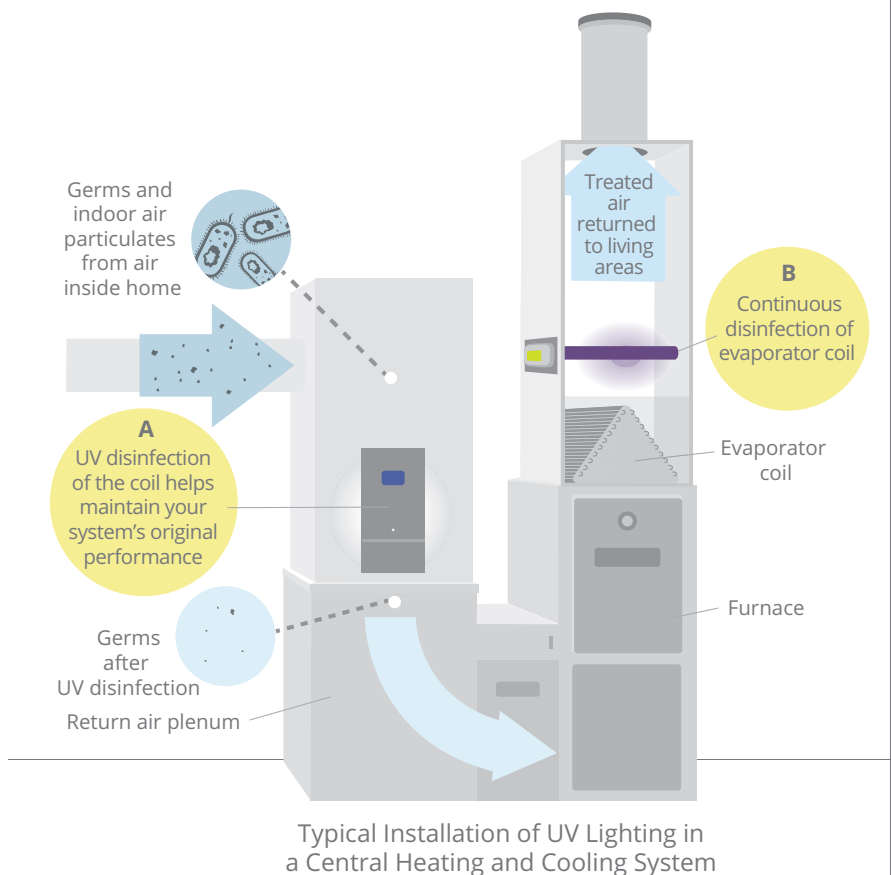 Germs and
indoor air
particulates
from air
inside home
Treated
air
returned
to living
areas
B
Continuous
disinfection of
evaporator coil
A
UV disinfection
of the coil helps
maintain your
system’s original
performance
Evaporator
coil
Furnace
Germs
after
UV disinfection
Return air plenum
Typical Installation of UV Lighting in
a Central Heating and Cooling System